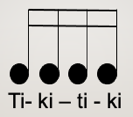 Ti- ki – ti - ki